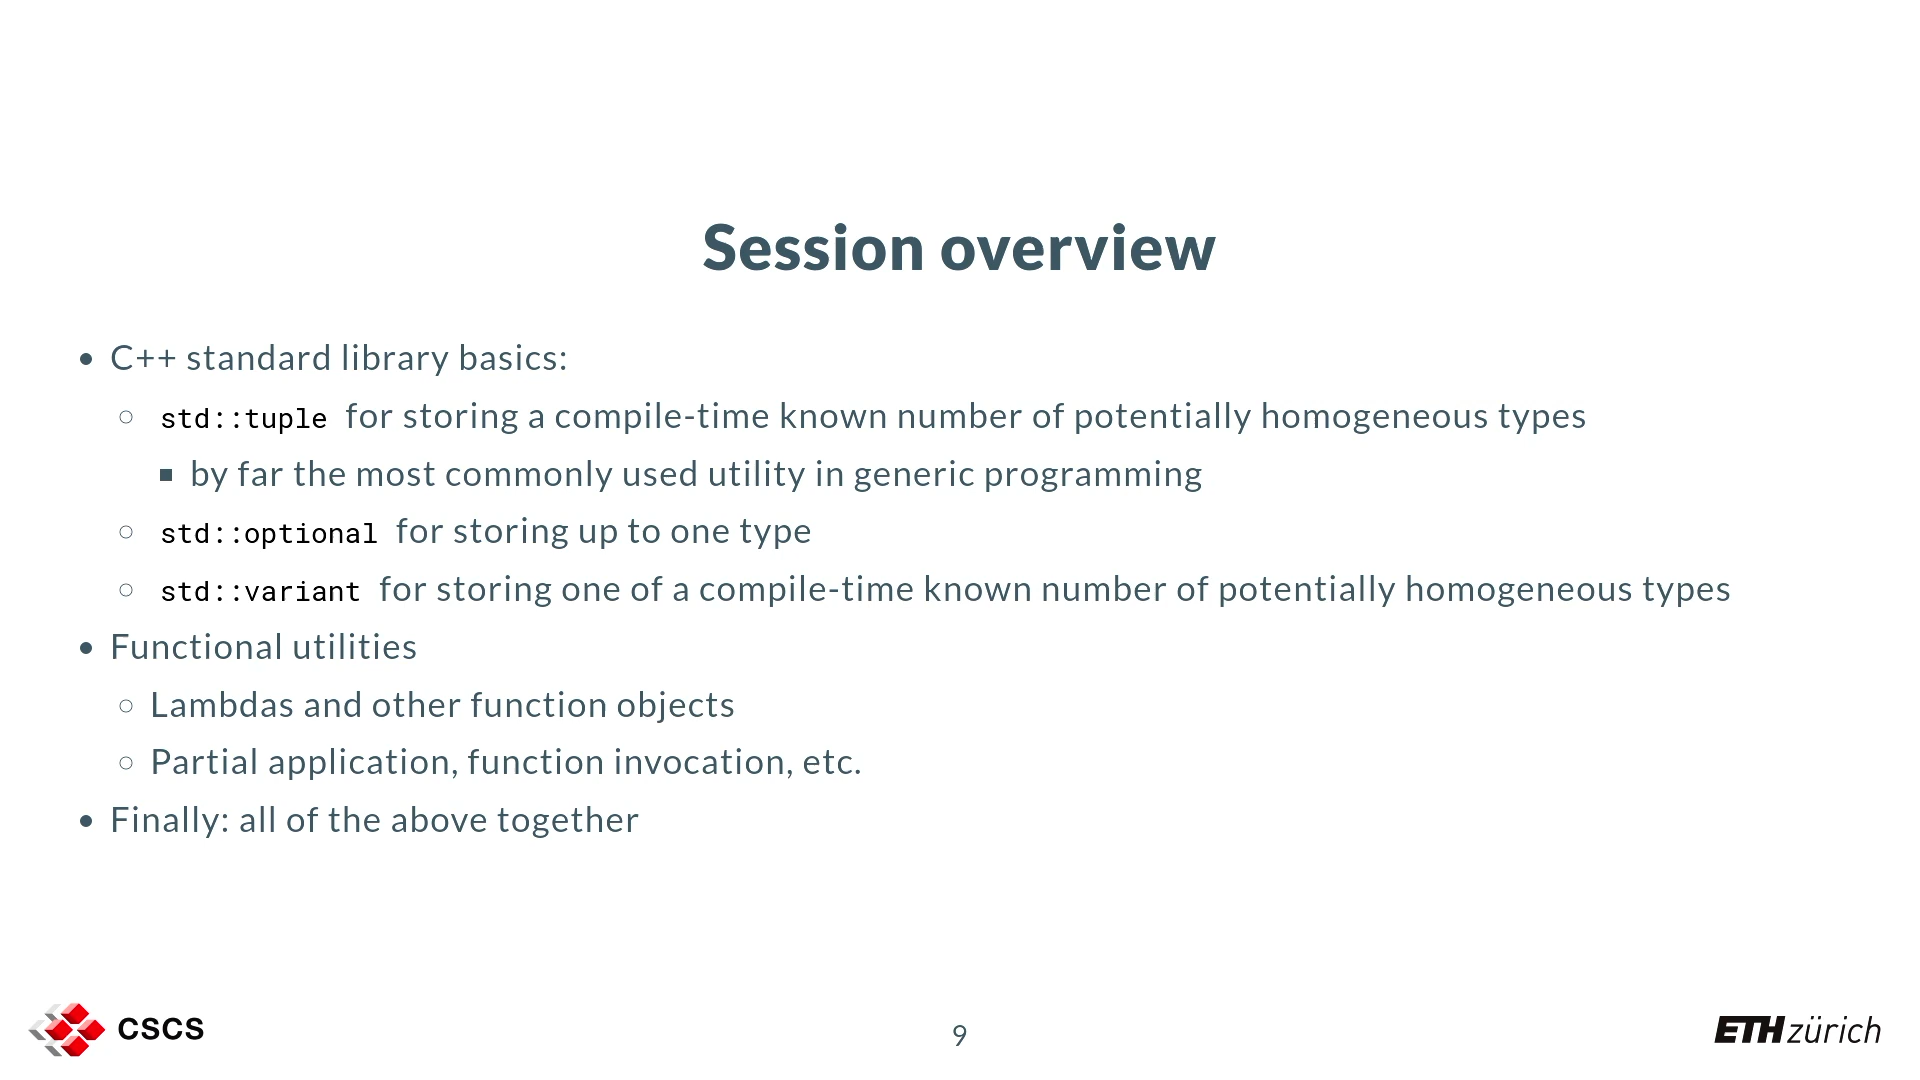 Session overview
C++ standard library basics:
std::tuple for storing a compile-time known number of potentially homogeneous types
by far the most commonly used utility in generic programming
std::optional for storing up to one type
std::variant for storing one of a compile-time known number of potentially homogeneous types
Functional utilities
Lambdas and other function objects
Partial application, function invocation, etc.
Finally: all of the above together
CSCS
9
ETH zürich